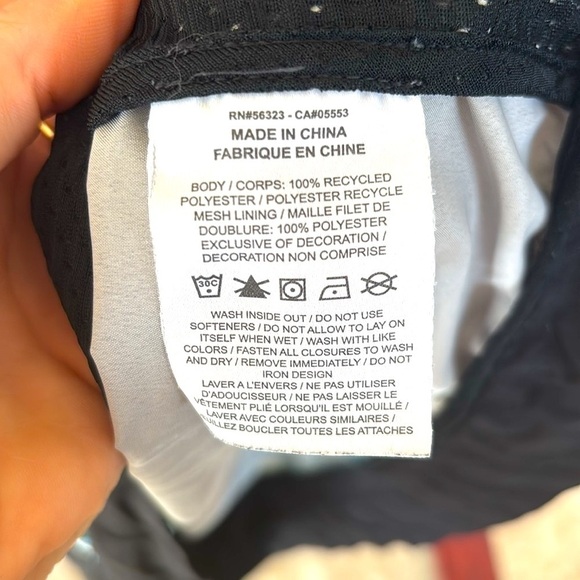 RN#56323 - CA#05553
MADE IN CHINA
FABRIQUE EN CHINE
BODY / CORPS: 100% RECYCLED
POLYESTER / POLYESTER RECYCLE
MESH LINING / MAILLE FILET DE
DOUBLURE: 100% POLYESTER
EXCLUSIVE OF DECORATION /
DECORATION NON COMPRISE
30C
WASH INSIDE OUT / DO NOT USE
SOFTENERS / DO NOT ALLOW TO LAY ON
ITSELF WHEN WET / WASH WITH LIKE
COLORS / FASTEN ALL CLOSURES TO WASH
AND DRY / REMOVE IMMEDIATELY / DO NOT
IRON DESIGN
LAVER A L'ENVERS / NE PAS UTILISER
D'ADOUCISSEUR / NE PAS LAISSER LE
VÊTEMENT PLIÉ LORSQU'IL EST MOUILLÉ /
LAVER AVEC COULEURS SIMILAIRES /
BOUCLER TOUTES LES ATTACHES